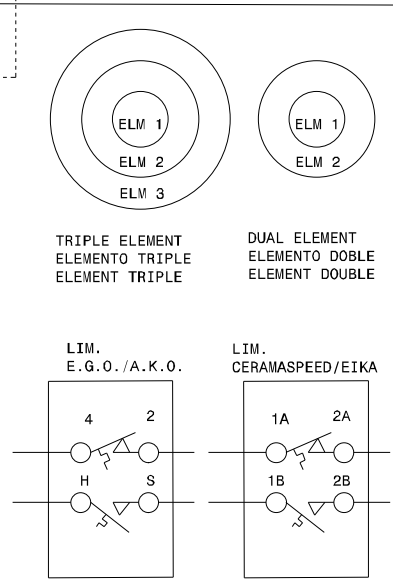 ELM 1
ELM 2
ELM 3
TRIPLE ELEMENT
ELEMENTO TRIPLE
ELEMENT TRIPLE
ELM 1
ELM 2
DUAL ELEMENT
ELEMENTO DOBLE
ELEMENT DOUBLE
LIM.
E.G.O./A.K.O.
4 2
H S
LIM.
CERAMASPEED/EIKA
1A 2A
1B 2B